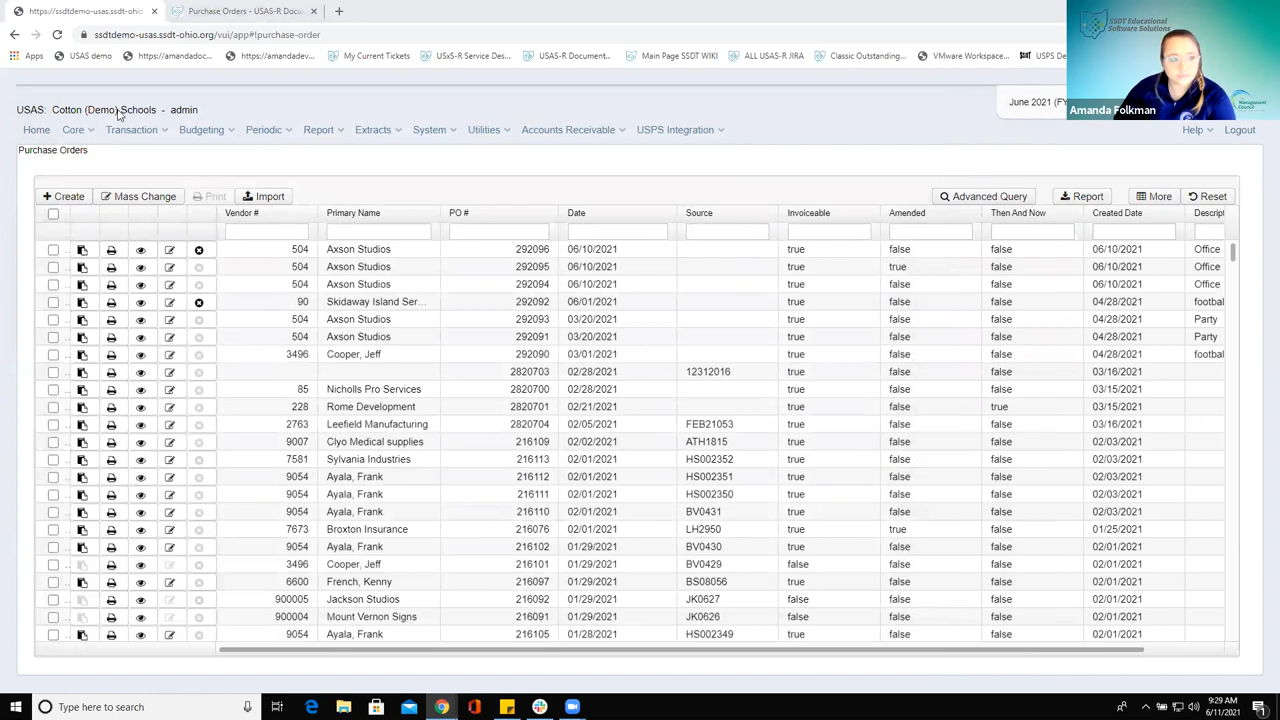 https://ssdtdemo-usas.ssdt-ohio
Purchase Orders - USAS-R Docu
ssdtdemo-usas.ssdt-ohio.org/vui/app#!purchase-order
Apps USAS demo https://amandadoc... https://amandadev... My Current Tickets USxS-R Service Des... USAS-R Document... Main Page SSDT WIKI ALL USAS-R JIRA Classic Outstanding... VMware Workspace... USPS De
SSDT Educational
Software Solutions
Amanda Folkman
Management
Council
USAS: Cotton (Demo) Schools - admin
June 2021 (FY
Home Core Transaction Budgeting Periodic Report Extracts System Utilities Accounts Receivable USPS Integration Help Logout
Purchase Orders
Create Mass Change Print Import Advanced Query Report More Reset
Vendor # Primary Name PO # Date Source Invoiceable Amended Then And Now Created Date Descript
504 Axson Studios 292096 06/10/2021 true false false 06/10/2021 Office
504 Axson Studios 292095 06/10/2021 true true false 06/10/2021 Office
504 Axson Studios 292094 06/10/2021 true false false 06/10/2021 Office
90 Skidaway Island Ser... 292092 06/01/2021 true false false 04/28/2021 footbal
504 Axson Studios 292093 03/20/2021 true false false 04/28/2021 Party
504 Axson Studios 292091 03/20/2021 true false false 04/28/2021 Party
3496 Cooper, Jeff 292090 03/01/2021 true false false 04/28/2021 footbal
2820703 02/28/2021 12312016 true false false 03/16/2021
85 Nicholls Pro Services 2820700 02/28/2021 true false false 03/15/2021
228 Rome Development 2820701 02/21/2021 true false true 03/15/2021
2763 Leefield Manufacturing 2820704 02/05/2021 FEB21053 true false false 03/16/2021
9007 Clyo Medical supplies 216109 02/02/2021 ATH1815 true false false 02/03/2021
7581 Sylvania Industries 216113 02/01/2021 HS002352 true false false 02/03/2021
9054 Ayala, Frank 216112 02/01/2021 HS002351 true false false 02/03/2021
9054 Ayala, Frank 216111 02/01/2021 HS002350 true false false 02/03/2021
9054 Ayala, Frank 216110 02/01/2021 BV0431 true false false 02/03/2021
7673 Broxton Insurance 216076 02/01/2021 LH2950 true true false 01/25/2021
9054 Ayala, Frank 216102 01/29/2021 BV0430 true false false 02/01/2021
3496 Cooper, Jeff 216101 01/29/2021 BV0429 false false false 02/01/2021
6600 French, Kenny 216097 01/29/2021 BS08056 true false false 02/01/2021
900005 Jackson Studios 216092 01/29/2021 JK0627 false false false 02/01/2021
900004 Mount Vernon Signs 216091 01/29/2021 JK0626 false false false 02/01/2021
9054 Ayala, Frank 216105 01/28/2021 HS002349 true false false 02/01/2021
Type here to search
9:29 AM
6/11/2021